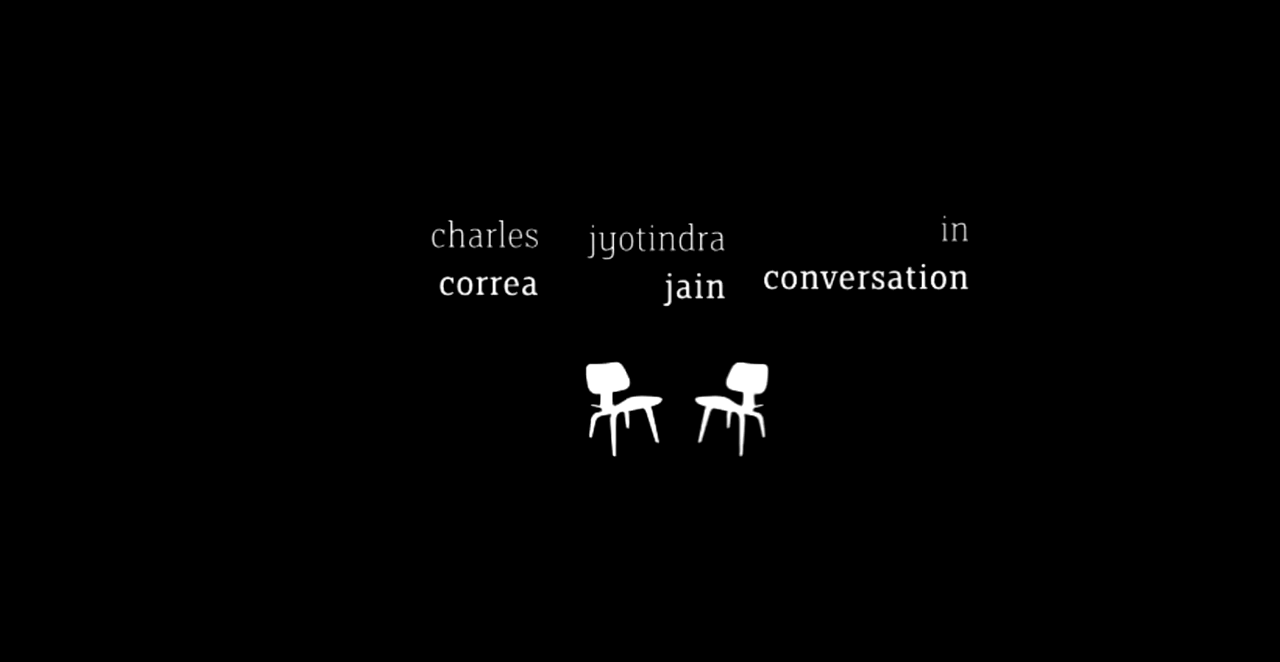 charles
correa
jyotindra
jain
in
conversation